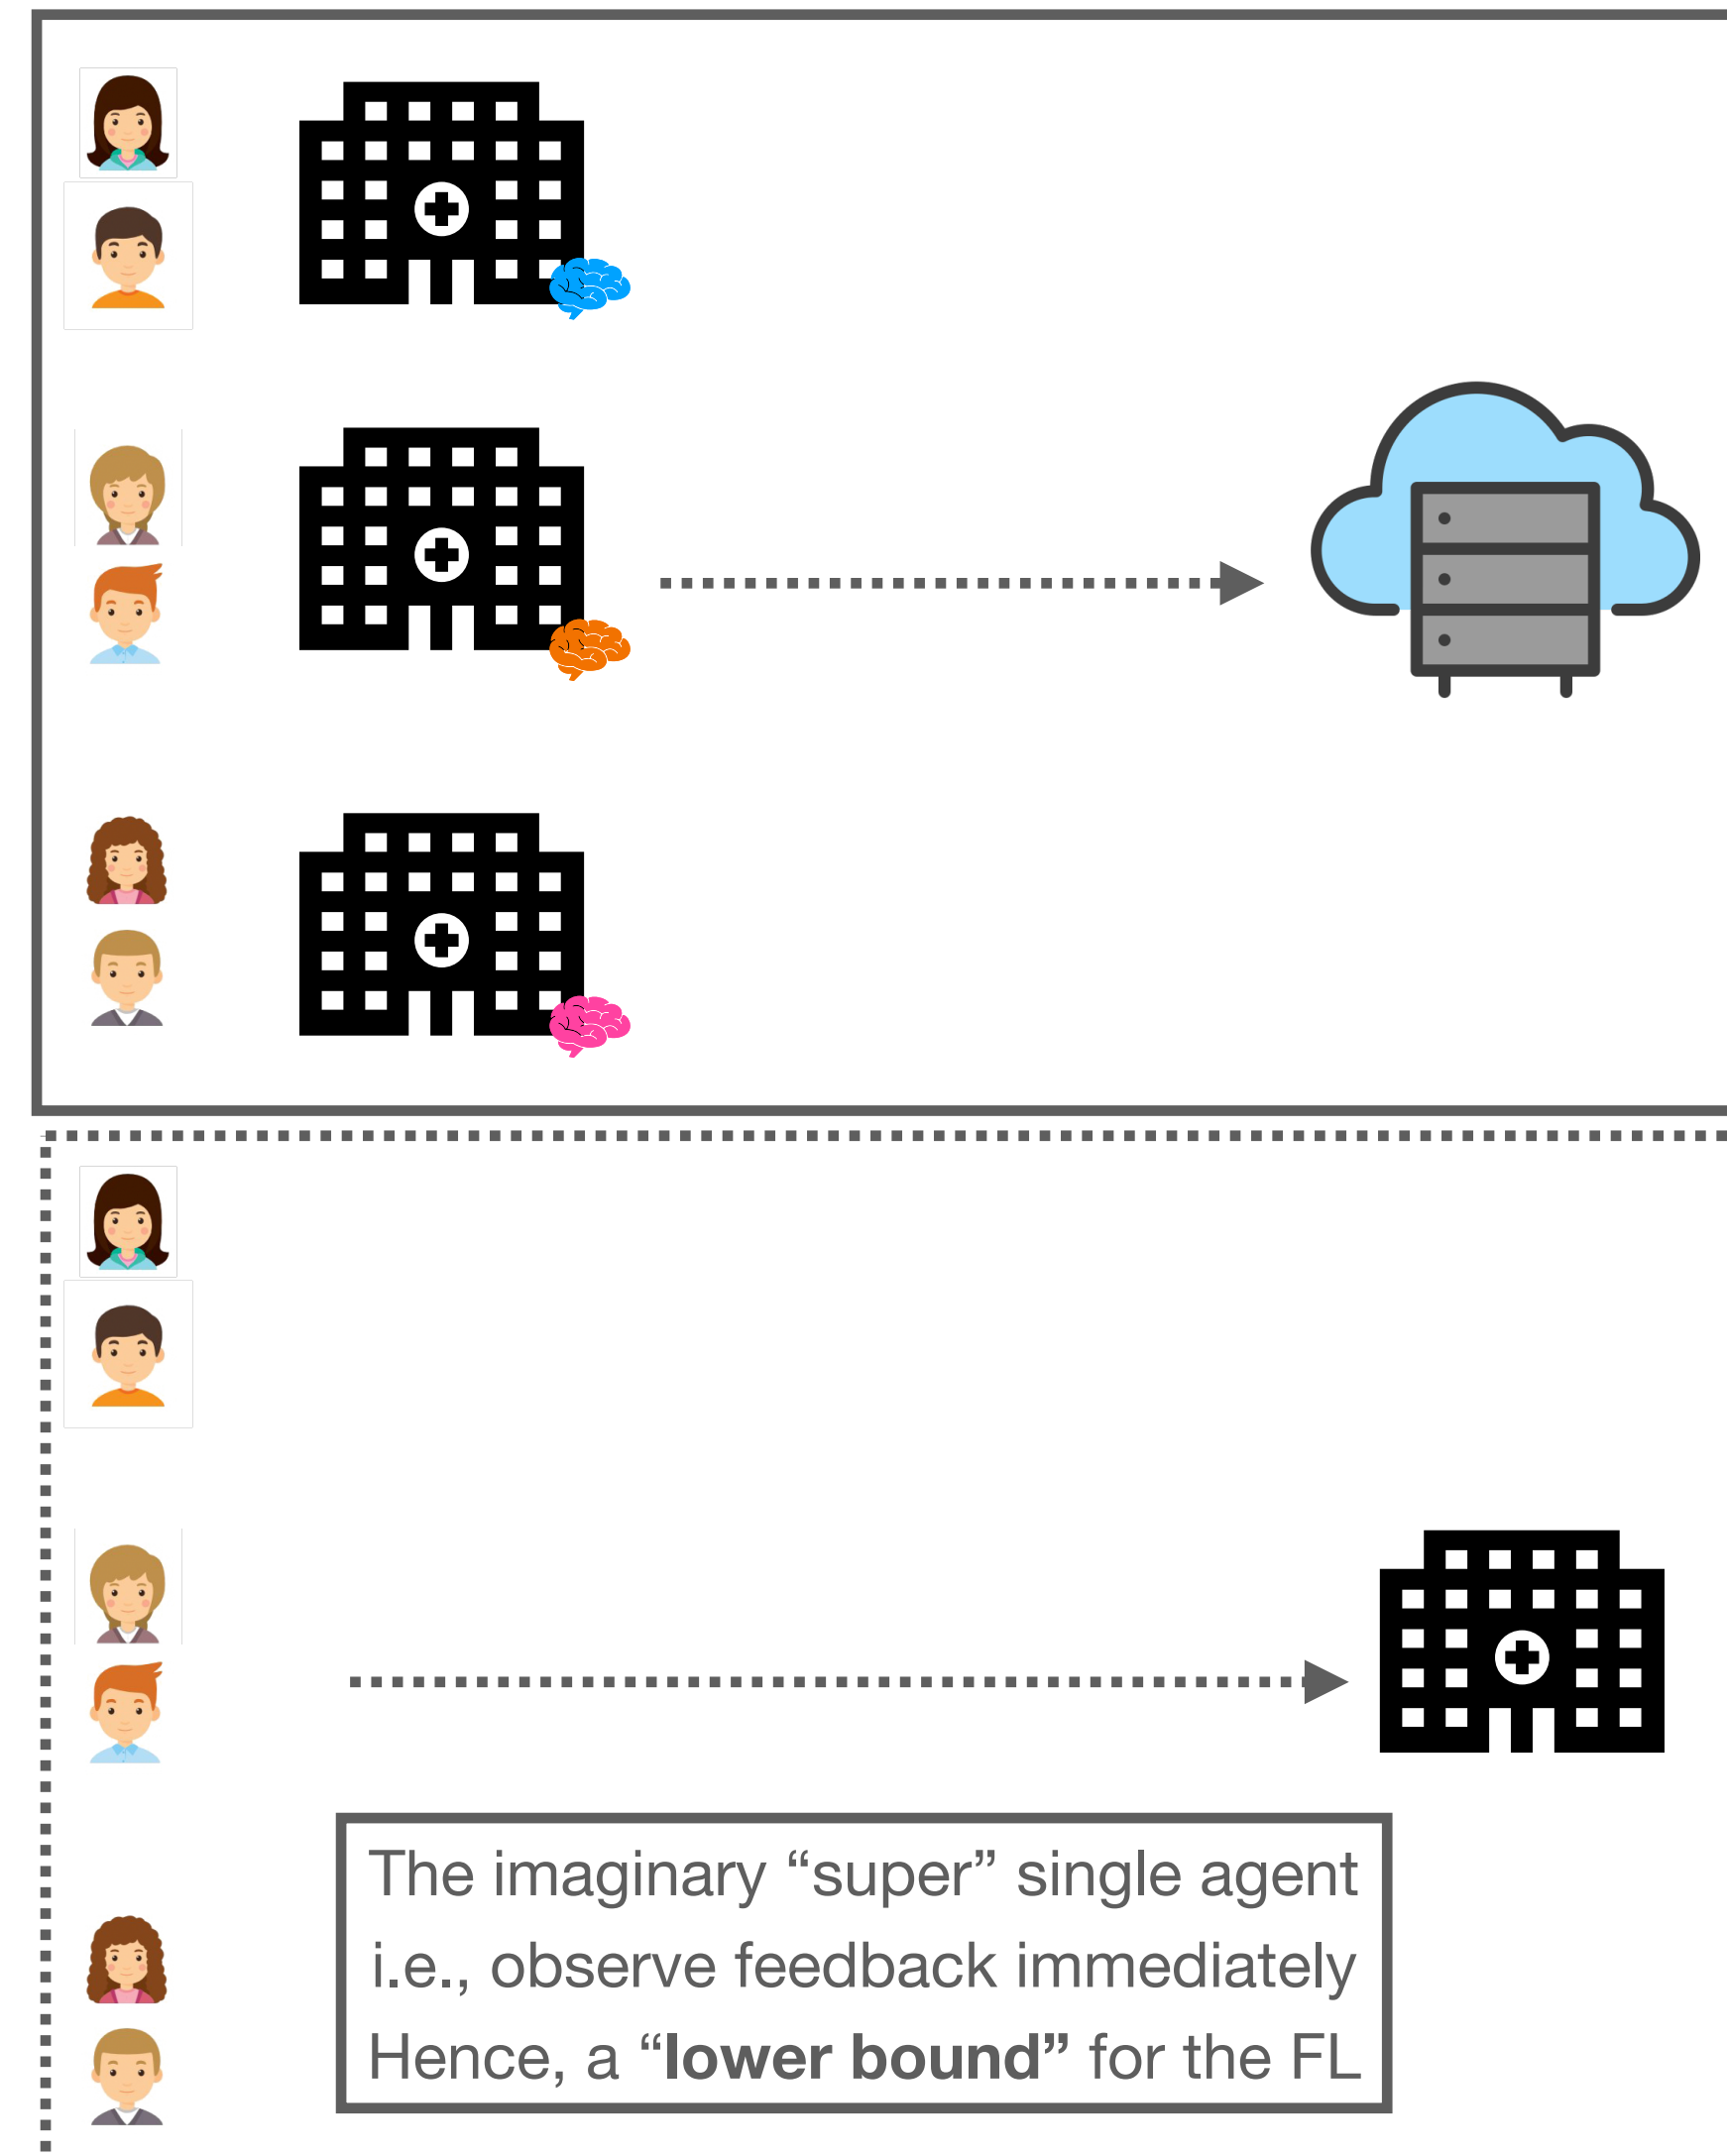 The imaginary “super” single agent
i.e., observe feedback immediately
Hence, a “lower bound” for the FL